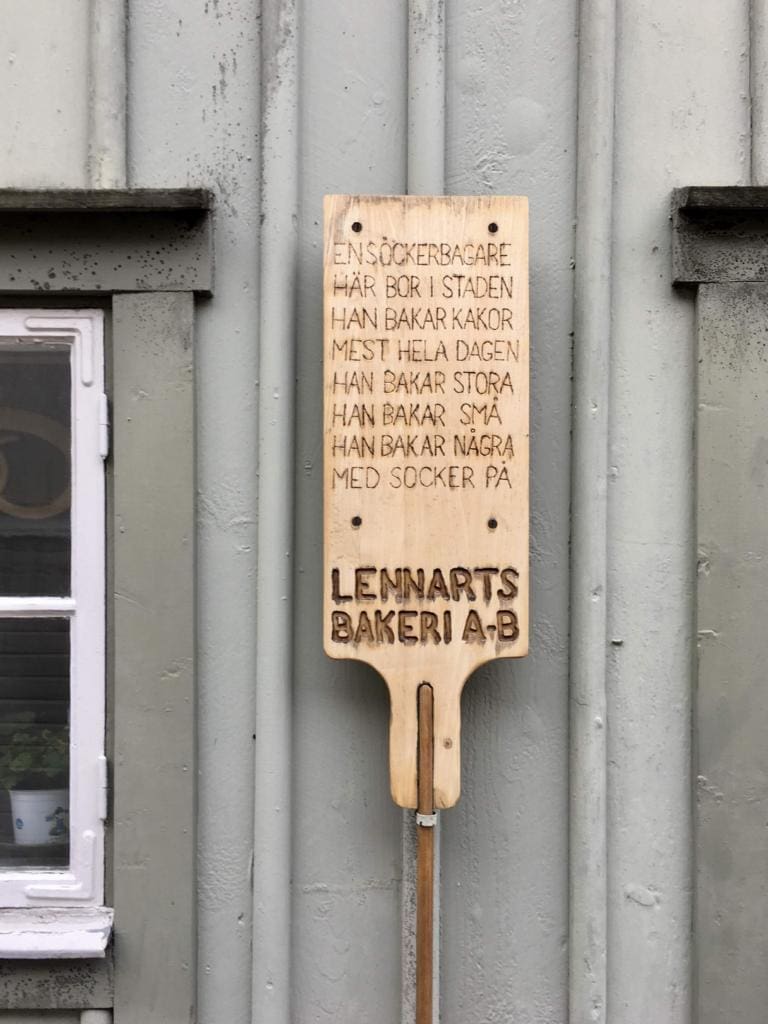 EN SÖCKERBAGARE
HÄR BOR I STADEN
HAN BAKAR KAKOR
MEST HELA DAGEN
HAN BAKAR STORA
HAN BAKAR SMÅ
HAN BAKAR NÅGRA
MED SOCKER PÅ
LENNARTS
BAKERI A-B